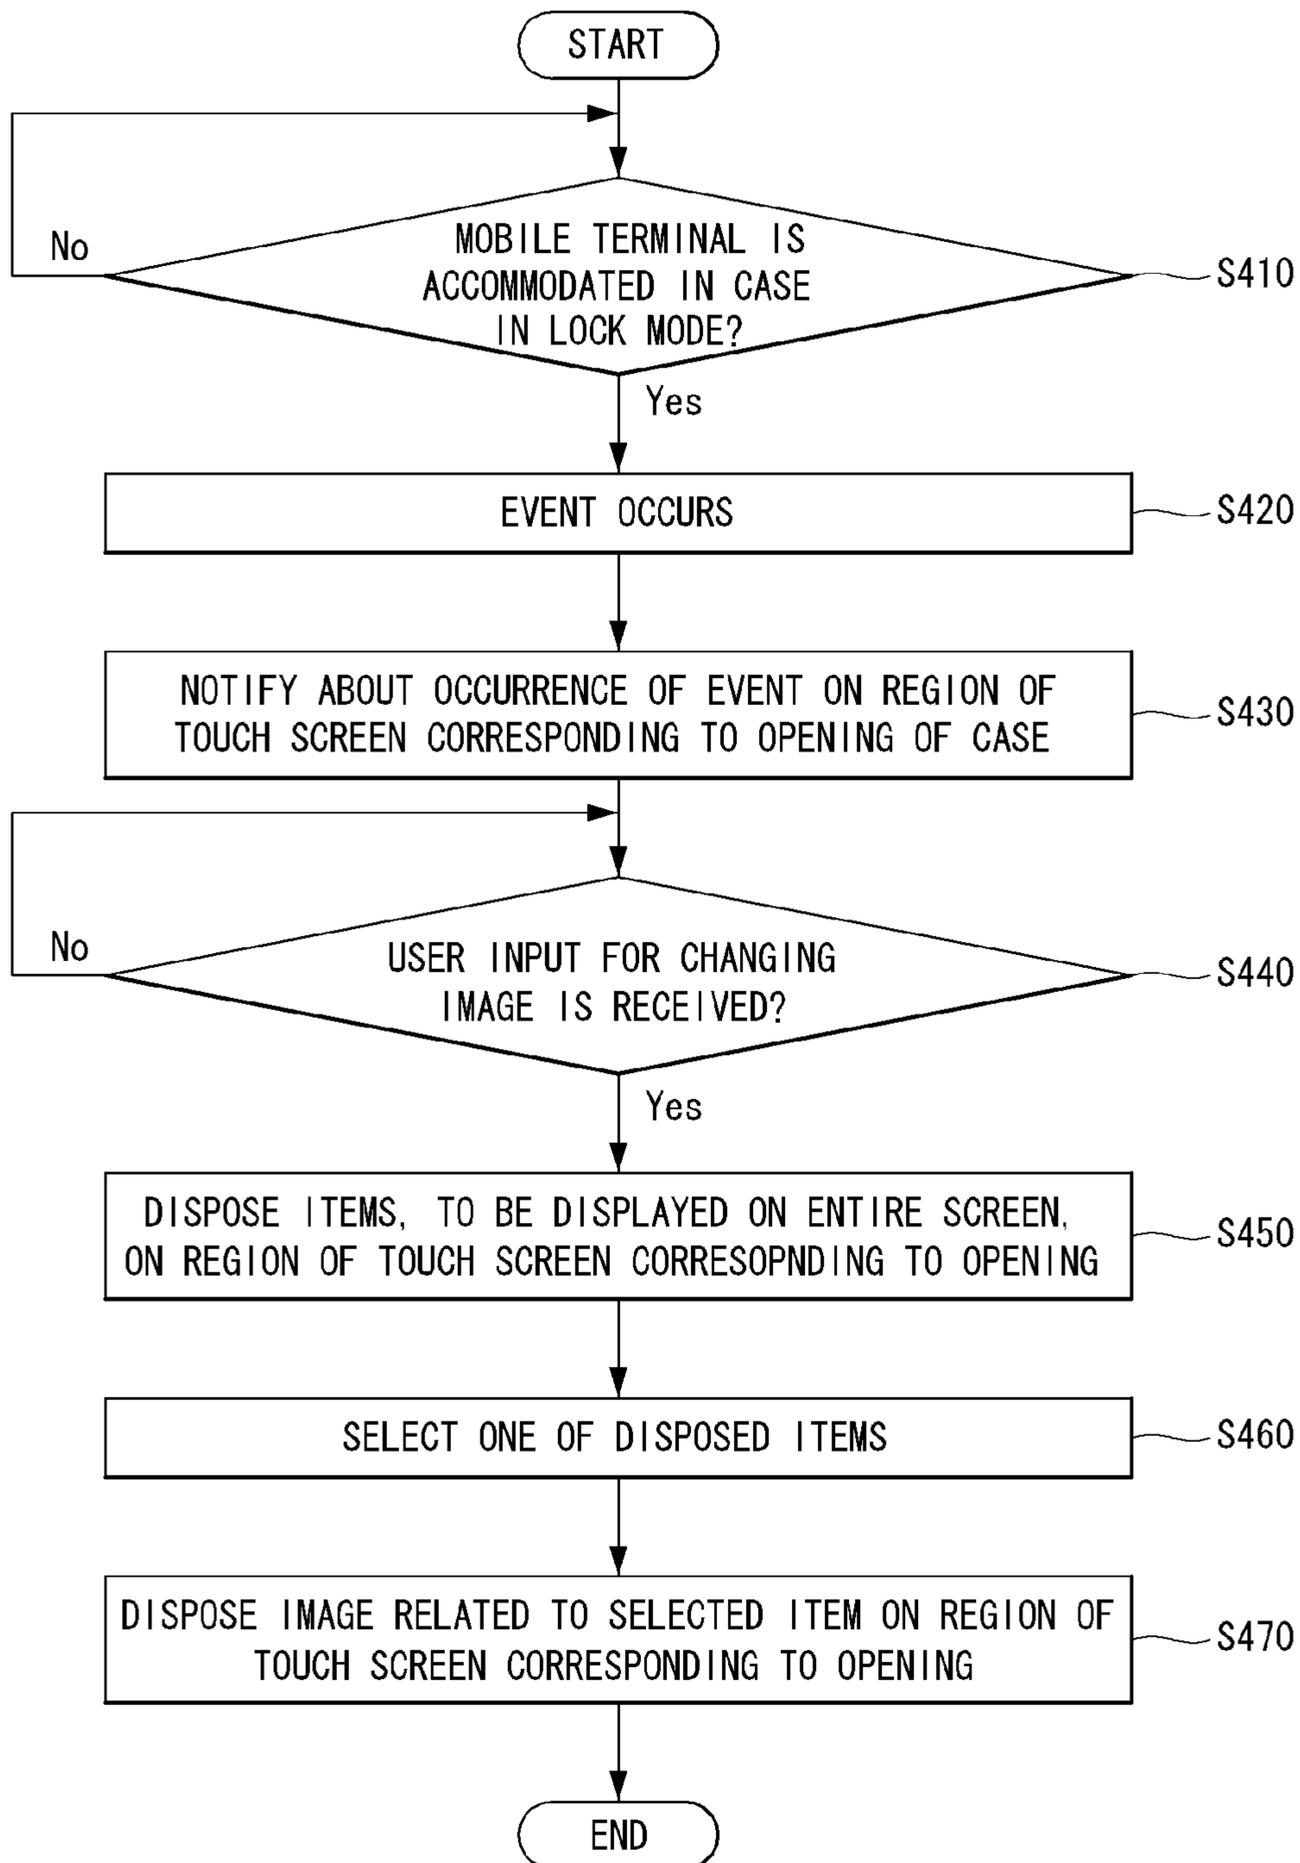 START
No
MOBILE TERMINAL IS
ACCOMMODATED IN CASE
IN LOCK MODE?
S410
Yes
EVENT OCCURS
S420
NOTIFY ABOUT OCCURRENCE OF EVENT ON REGION OF
TOUCH SCREEN CORRESPONDING TO OPENING OF CASE
S430
No
USER INPUT FOR CHANGING
IMAGE IS RECEIVED?
S440
Yes
DISPOSE ITEMS, TO BE DISPLAYED ON ENTIRE SCREEN,
ON REGION OF TOUCH SCREEN CORRESOPNDING TO OPENING
S450
SELECT ONE OF DISPOSED ITEMS
S460
DISPOSE IMAGE RELATED TO SELECTED ITEM ON REGION OF
TOUCH SCREEN CORRESPONDING TO OPENING
S470
END